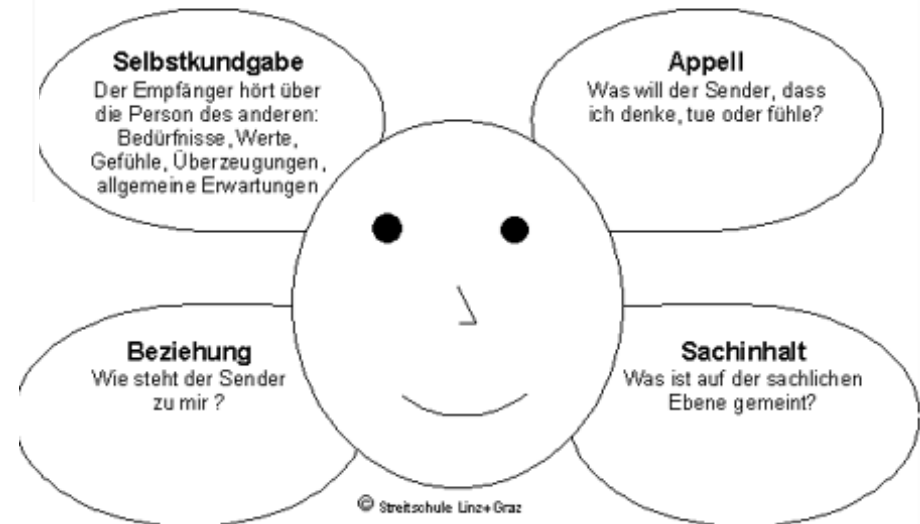 Selbstkundgabe
Der Empfänger hört über
die Person des anderen:
Bedürfnisse, Werte,
Gefühle, Überzeugungen,
allgemeine Erwartungen
Appell
Was will der Sender, dass
ich denke, tue oder fühle?
Beziehung
Wie steht der Sender
zu mir ?
Sachinhalt
Was ist auf der sachlichen
Ebene gemeint?
© Streitschule Linz+Graz